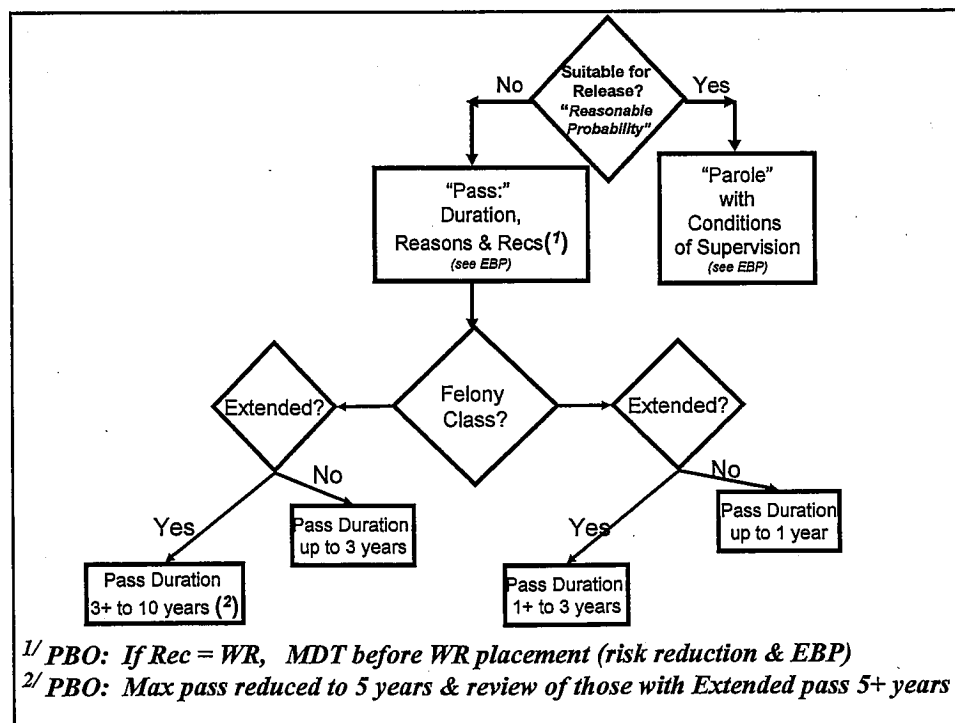 Suitable for
Release?
"Reasonable
Probability"
No
Yes
"Pass:"
Duration,
Reasons & Recs(1)
(see EBP)
"Parole"
with
Conditions
of Supervision
(see EBP)
Felony
Class?
Extended?
Extended?
No
Yes
Pass Duration
up to 3 years
Pass Duration
3+ to 10 years (2)
No
Yes
Pass Duration
up to 1 year
Pass Duration
1+ to 3 years
1/ PBO: If Rec = WR, MDT before WR placement (risk reduction & EBP)
2/ PBO: Max pass reduced to 5 years & review of those with Extended pass 5+ years